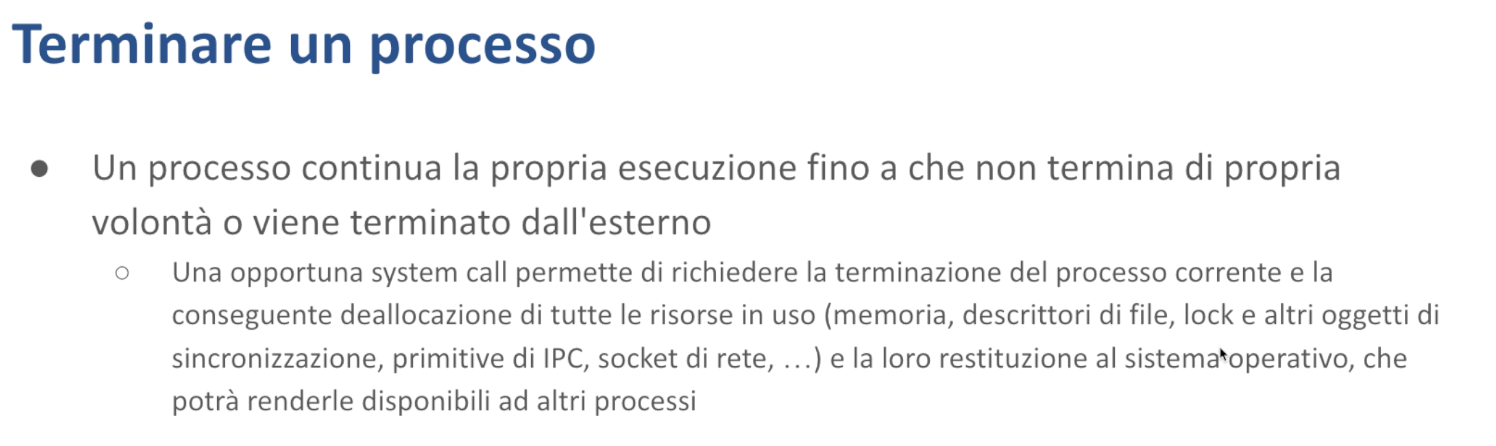 Terminare un processo
● Un processo continua la propria esecuzione fino a che non termina di propria
volontà o viene terminato dall'esterno
○ Una opportuna system call permette di richiedere la terminazione del processo corrente e la
conseguente deallocazione di tutte le risorse in uso (memoria, descrittori di file, lock e altri oggetti di
sincronizzazione, primitive di IPC, socket di rete, …) e la loro restituzione al sistema operativo, che
potrà renderle disponibili ad altri processi